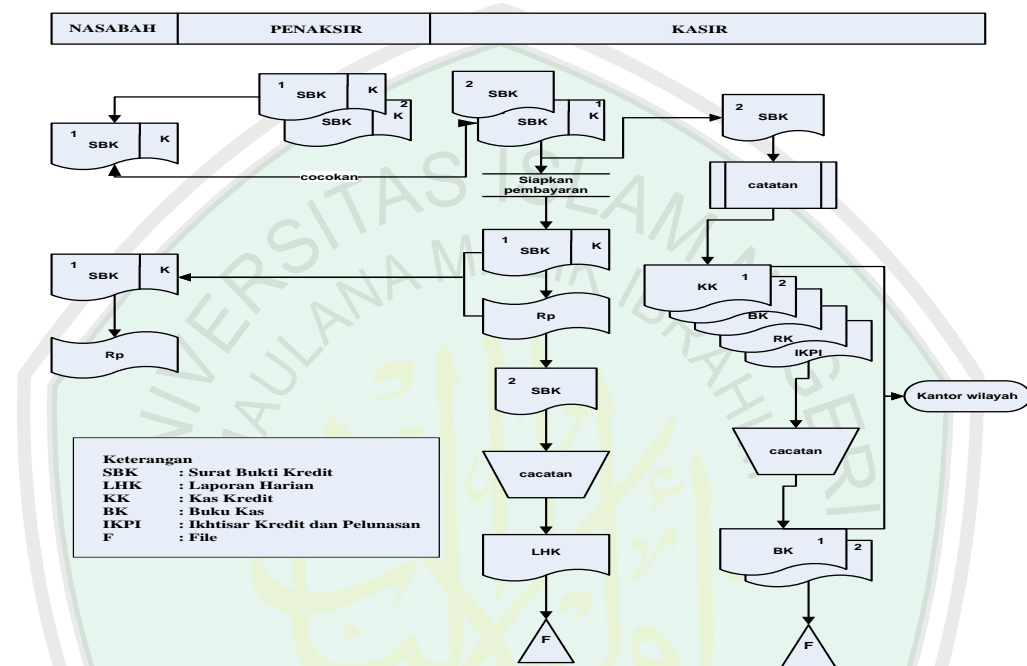 NASABAH PENAKSIR KASIR
1 SBK K
2 SBK K
1 SBK K
cocokan
2 SBK
1 SBK K
2 SBK
Siapkan
pembayaran
catatan
1 SBK K
Rp
1 SBK K
Rp
2 SBK
cacatan
LHK
F
KK 1
2
BK
RK
IKPI
Kantor wilayah
cacatan
BK 1
2
F
Keterangan
SBK : Surat Bukti Kredit
LHK : Laporan Harian
KK : Kas Kredit
BK : Buku Kas
IKPI : Ikhtisar Kredit dan Pelunasan
F : File
UNIVERSITAS ISLAM NEGERI
MAULANA MALIK IBRAHIM